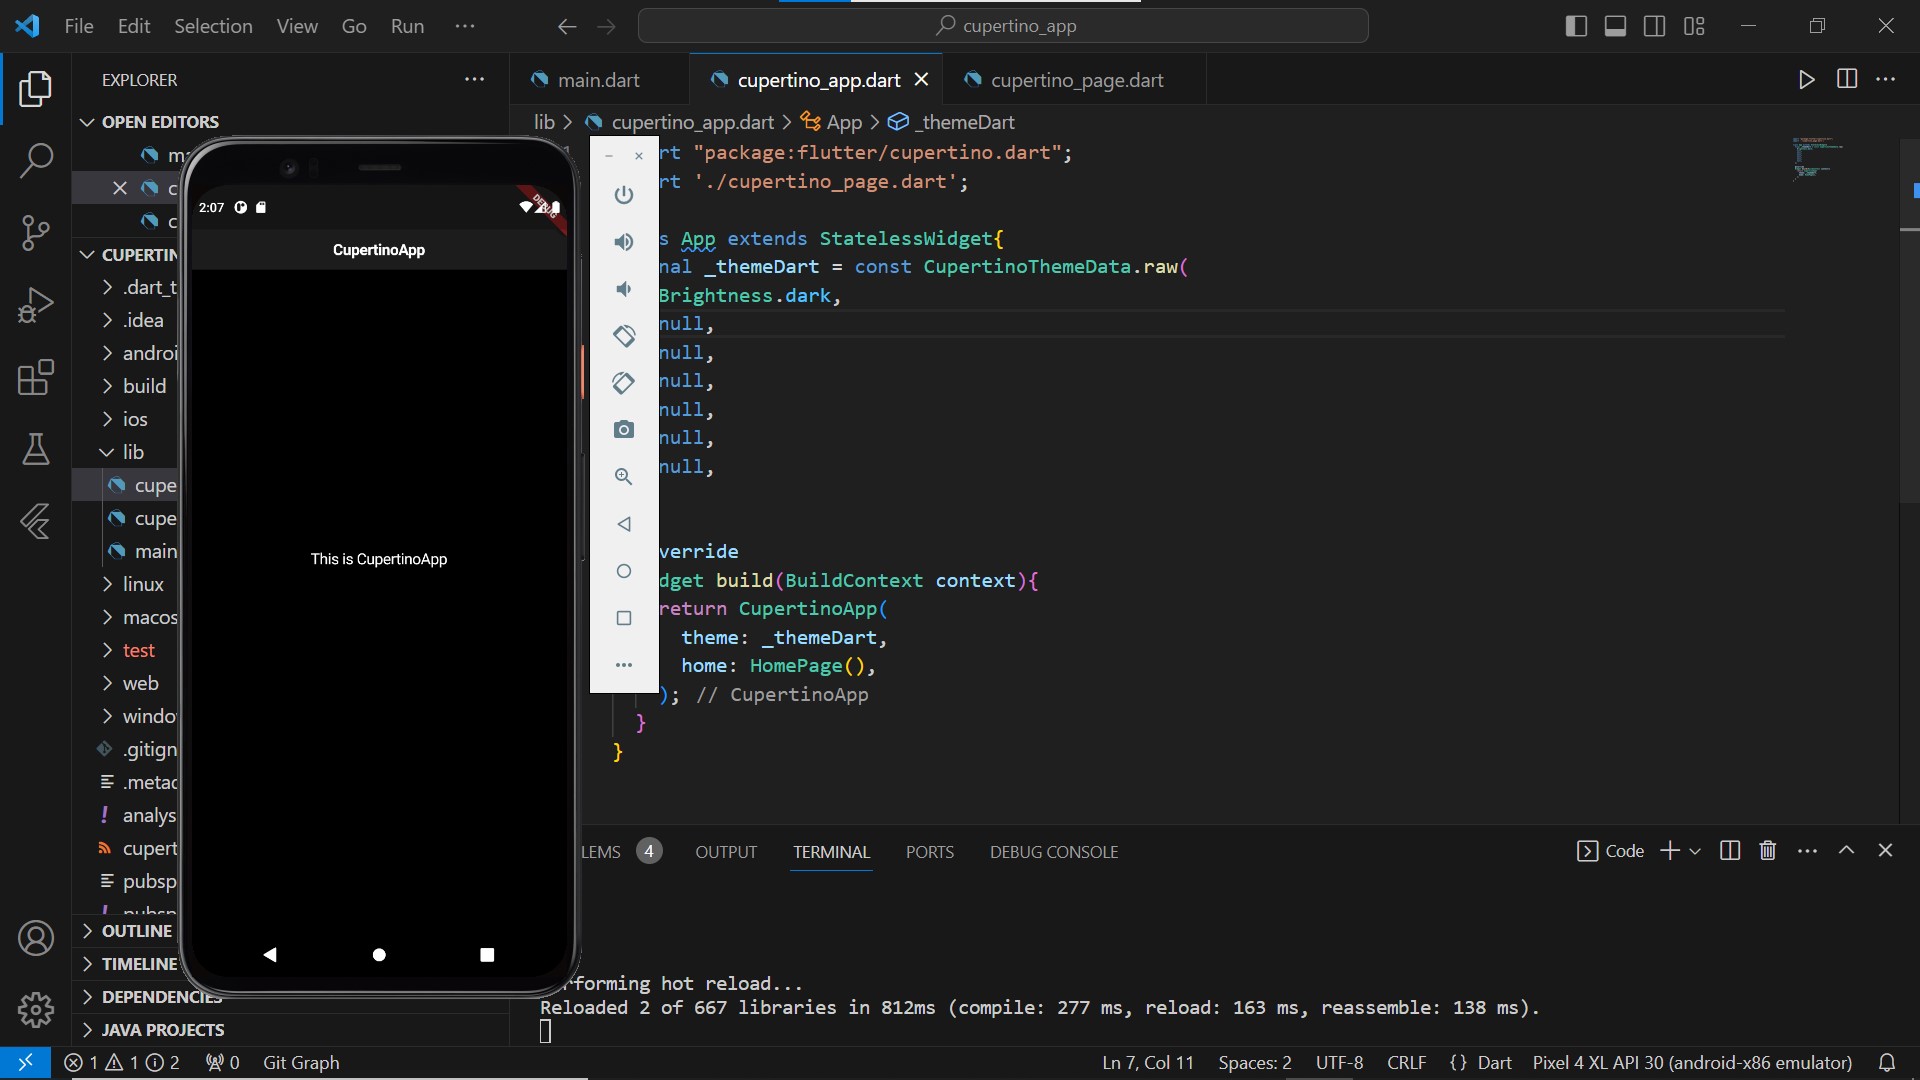 File Edit Selection View Go Run ··· cupertino_app
EXPLORER
main.dart cupertino_app.dart cupertino_page.dart
OPEN EDITORS
lib > cupertino_app.dart > App > _themeDart
ma
c
c
CUPERTIN
.dart_t
.idea
androi
build
ios
lib
cupe
cupe
main
linux
macos
test
web
windo
.gitign
.metad
analys
cupert
pubsp
OUTLINE
TIMELINE
DEPENDENCIES
JAVA PROJECTS
2:07
DEBUG
CupertinoApp
This is CupertinoApp
rt "package:flutter/cupertino.dart";
rt './cupertino_page.dart';
s App extends StatelessWidget{
nal _themeDart = const CupertinoThemeData.raw(
Brightness.dark,
null,
null,
null,
null,
null,
null,
verride
dget build(BuildContext context){
return CupertinoApp(
theme: _themeDart,
home: HomePage(),
); // CupertinoApp
}
}
LEMS 4 OUTPUT TERMINAL PORTS DEBUG CONSOLE
Code
rforming hot reload...
Reloaded 2 of 667 libraries in 812ms (compile: 277 ms, reload: 163 ms, reassemble: 138 ms).
1 1 2 0 Git Graph Ln 7, Col 11 Spaces: 2 UTF-8 CRLF {} Dart Pixel 4 XL API 30 (android-x86 emulator)